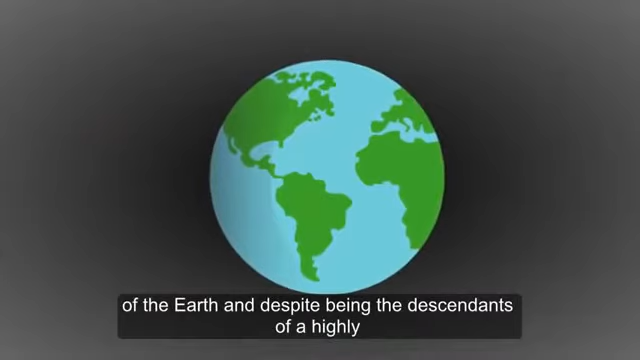 of the Earth and despite being the descendants
of a highly